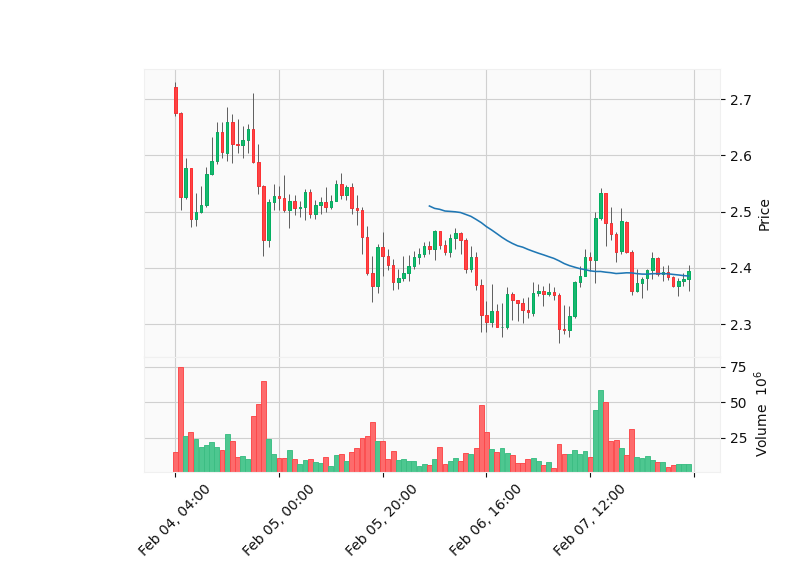 2.7
2.6
2.5
2.4
2.3
Price
75
50
25
Volume 10^6
Feb 04, 04:00
Feb 05, 00:00
Feb 05, 20:00
Feb 06, 16:00
Feb 07, 12:00